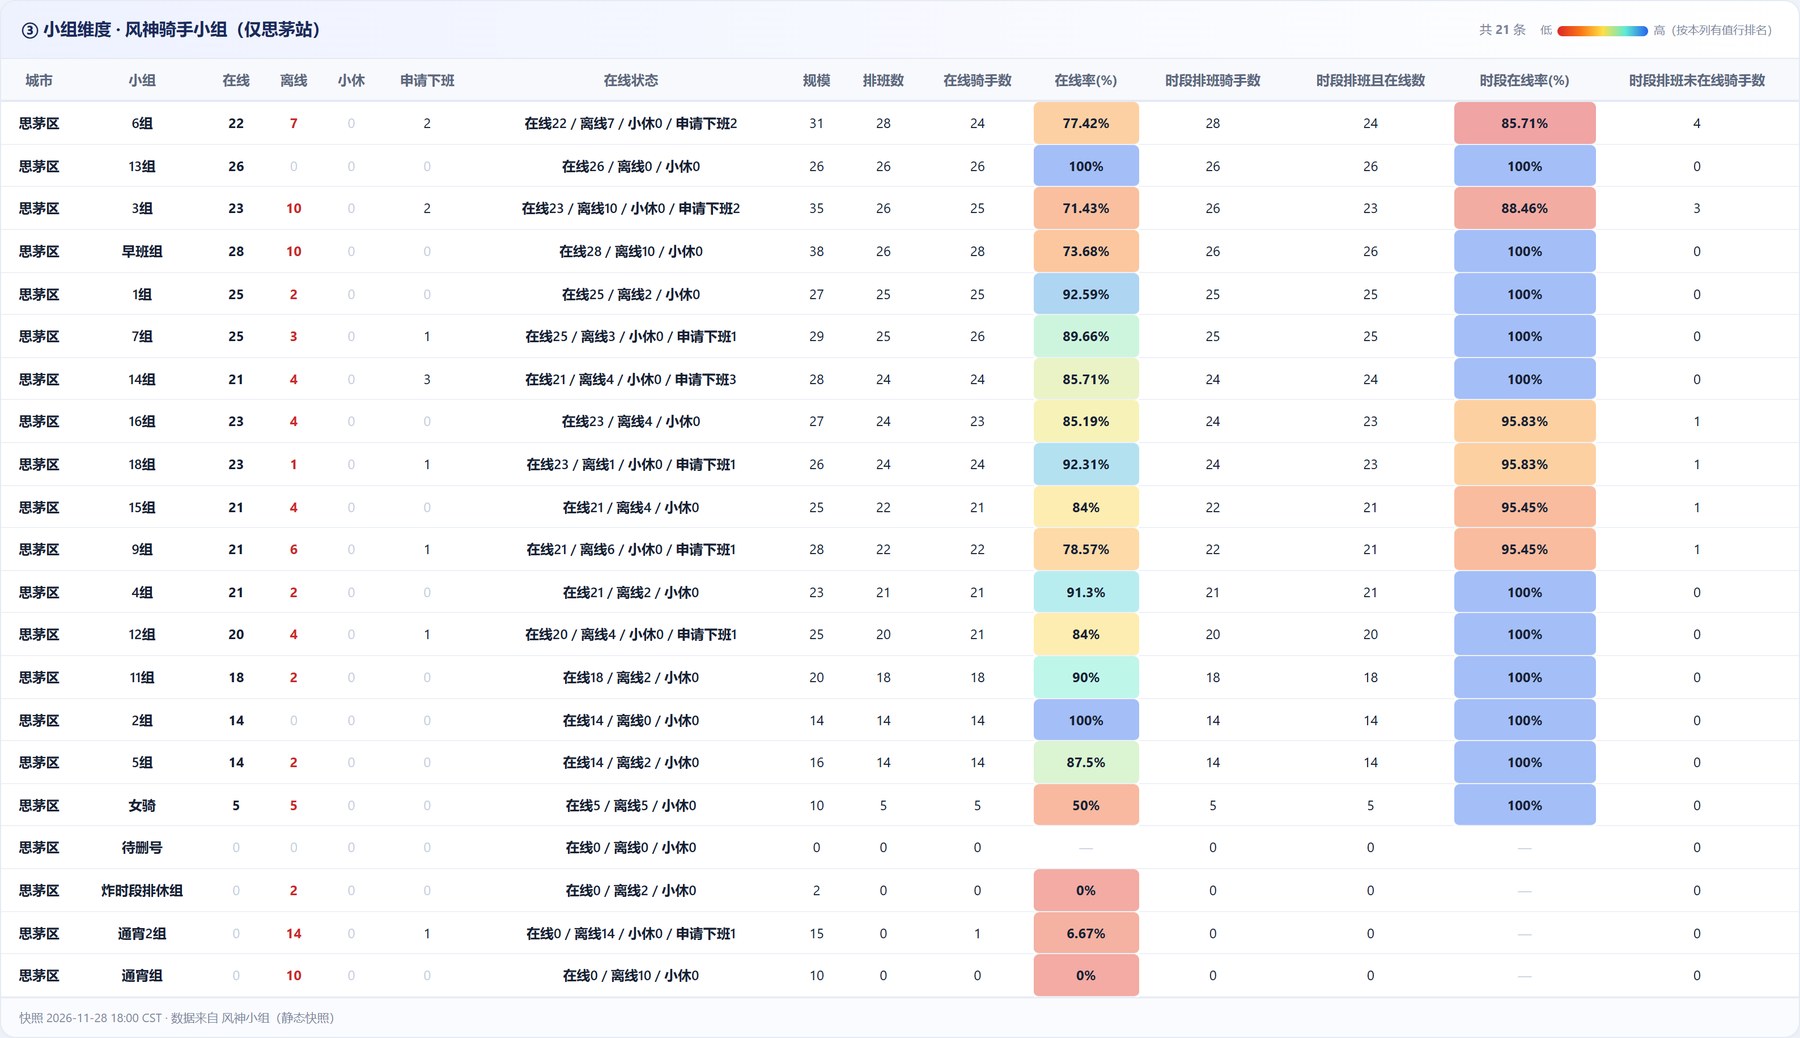 ③ 小组维度 · 风神骑手小组（仅思茅站）
共 21 条 低 高 (按本列有值行排名)
城市 小组 在线 离线 小休 申请下班 在线状态 规模 排班数 在线骑手数 在线率(%) 时段排班骑手数 时段排班且在线数 时段在线率(%) 时段排班未在线骑手数
思茅区 6组 22 7 0 2 在线22 / 离线7 / 小休0 / 申请下班2 31 28 24 77.42% 28 24 85.71% 4
思茅区 13组 26 0 0 0 在线26 / 离线0 / 小休0 26 26 26 100% 26 26 100% 0
思茅区 3组 23 10 0 2 在线23 / 离线10 / 小休0 / 申请下班2 35 26 25 71.43% 26 23 88.46% 3
思茅区 早班组 28 10 0 0 在线28 / 离线10 / 小休0 38 26 28 73.68% 26 26 100% 0
思茅区 1组 25 2 0 0 在线25 / 离线2 / 小休0 27 25 25 92.59% 25 25 100% 0
思茅区 7组 25 3 0 1 在线25 / 离线3 / 小休0 / 申请下班1 29 25 26 89.66% 25 25 100% 0
思茅区 14组 21 4 0 3 在线21 / 离线4 / 小休0 / 申请下班3 28 24 24 85.71% 24 24 100% 0
思茅区 16组 23 4 0 0 在线23 / 离线4 / 小休0 27 24 23 85.19% 24 23 95.83% 1
思茅区 18组 23 1 0 1 在线23 / 离线1 / 小休0 / 申请下班1 26 24 24 92.31% 24 23 95.83% 1
思茅区 15组 21 4 0 0 在线21 / 离线4 / 小休0 25 22 21 84% 22 21 95.45% 1
思茅区 9组 21 6 0 1 在线21 / 离线6 / 小休0 / 申请下班1 28 22 22 78.57% 22 21 95.45% 1
思茅区 4组 21 2 0 0 在线21 / 离线2 / 小休0 23 21 21 91.3% 21 21 100% 0
思茅区 12组 20 4 0 1 在线20 / 离线4 / 小休0 / 申请下班1 25 20 21 84% 20 20 100% 0
思茅区 11组 18 2 0 0 在线18 / 离线2 / 小休0 20 18 18 90% 18 18 100% 0
思茅区 2组 14 0 0 0 在线14 / 离线0 / 小休0 14 14 14 100% 14 14 100% 0
思茅区 5组 14 2 0 0 在线14 / 离线2 / 小休0 16 14 14 87.5% 14 14 100% 0
思茅区 女骑 5 5 0 0 在线5 / 离线5 / 小休0 10 5 5 50% 5 5 100% 0
思茅区 待删号 0 0 0 0 在线0 / 离线0 / 小休0 0 0 0 — 0 0 — 0
思茅区 炸时段排休组 0 2 0 0 在线0 / 离线2 / 小休0 2 0 0 0% 0 0 — 0
思茅区 通宵2组 0 14 0 1 在线0 / 离线14 / 小休0 / 申请下班1 15 0 1 6.67% 0 0 — 0
思茅区 通宵组 0 10 0 0 在线0 / 离线10 / 小休0 10 0 0 0% 0 0 — 0
快照 2026-11-28 18:00 CST · 数据来自 风神小组（静态快照）